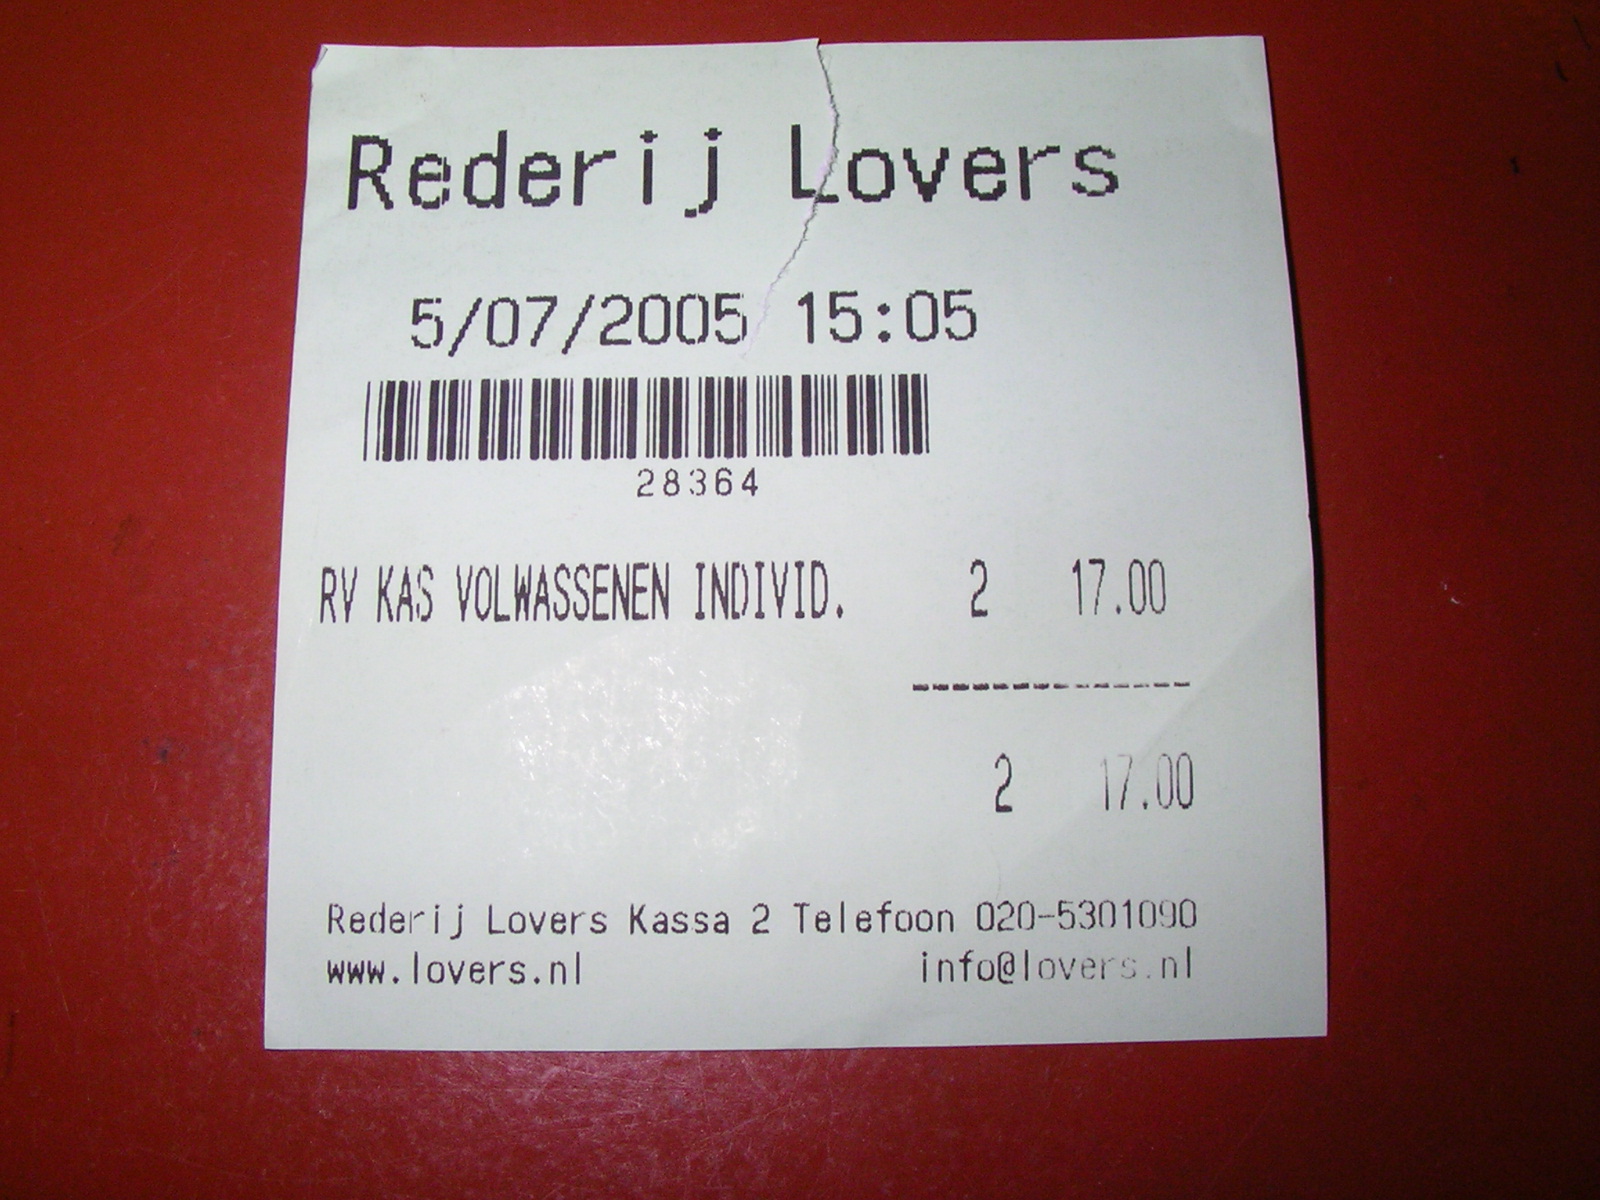 Rederij Lovers
5/07/2005 15:05
28364
RV KAS VOLWASSENEN INDIVID. 2 17.00
------------------
2 17.00
Rederij Lovers Kassa 2 Telefoon 020-5301090
www.lovers.nl info@lovers.nl